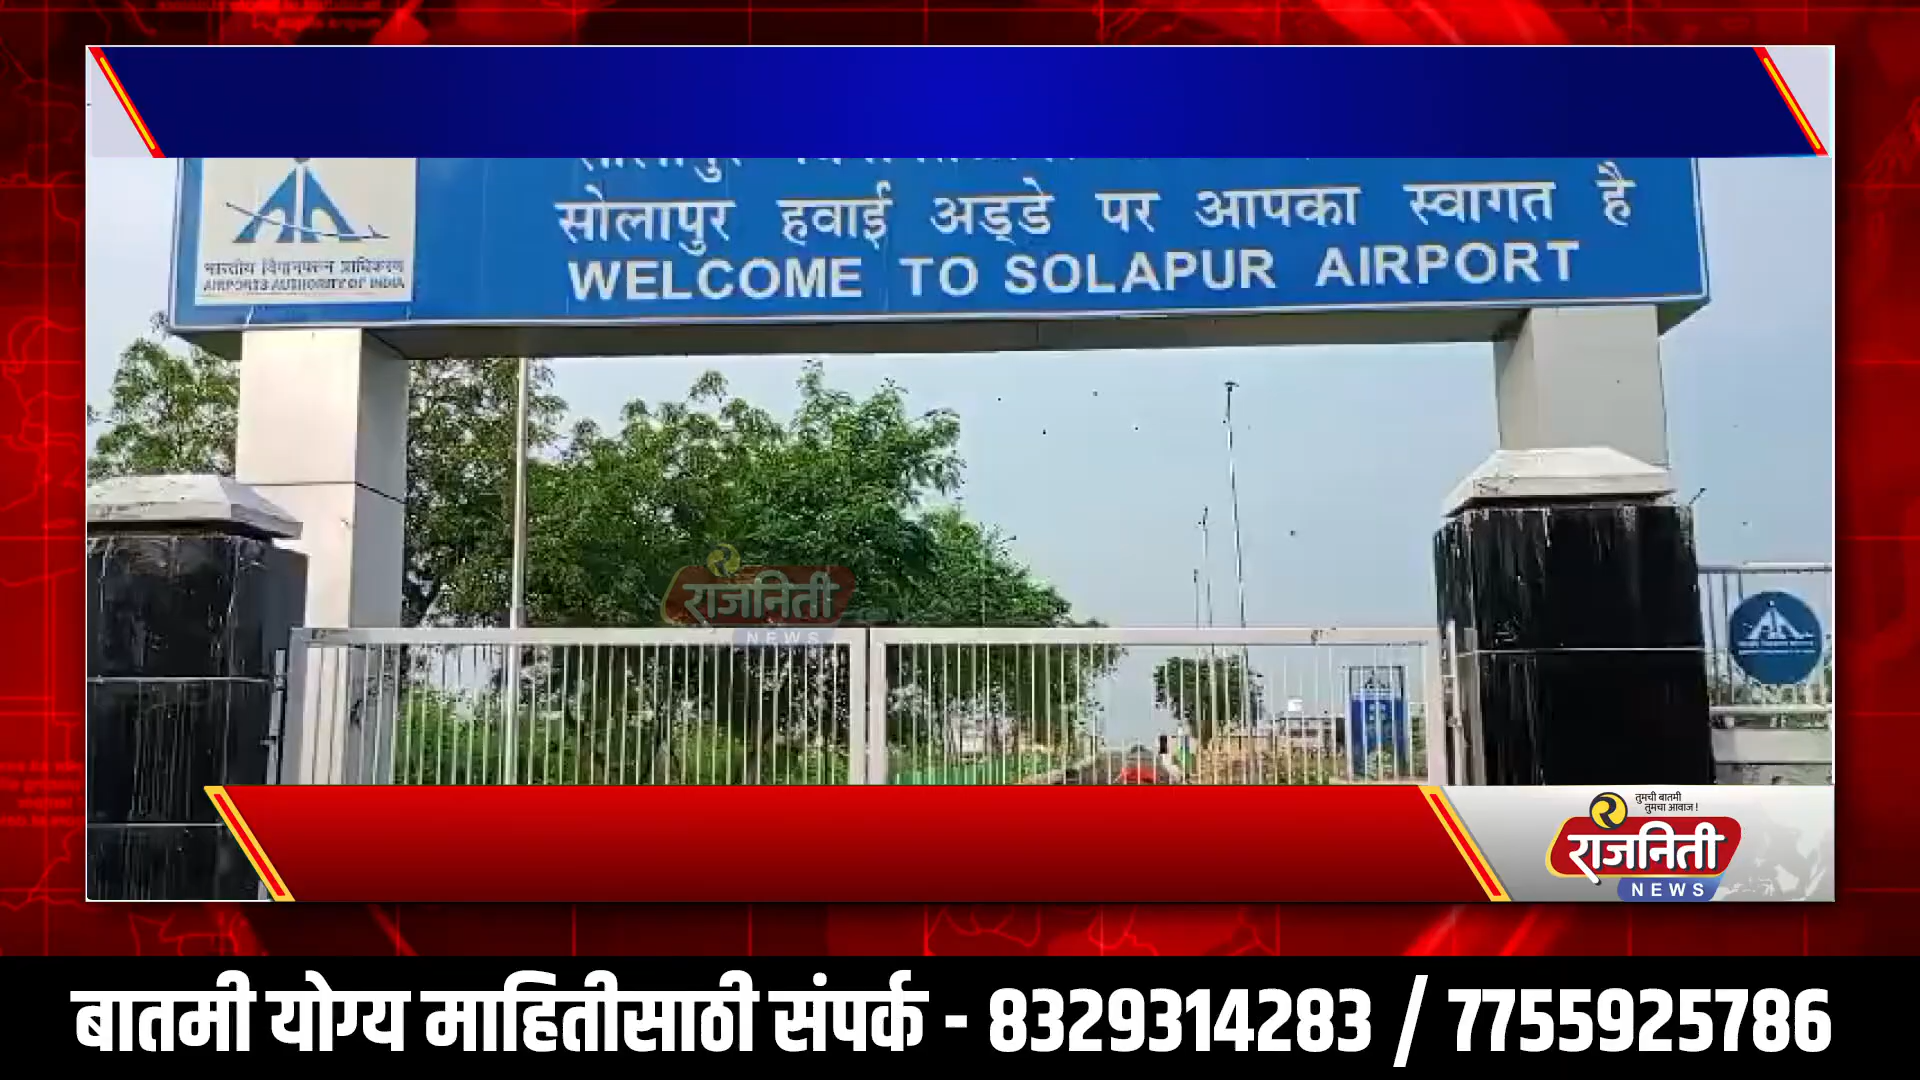 सोलापूर हवाई अड्डे पर आपका स्वागत है
WELCOME TO SOLAPUR AIRPORT
भारतीय विमानपत्तन प्राधिकरण
AIRPORTS AUTHORITY OF INDIA
राजनिती
NEWS
तुमची बातमी
तुमचा आवाज !
राजनिती
NEWS
बातमी योग्य माहितीसाठी संपर्क - 8329314283 / 7755925786